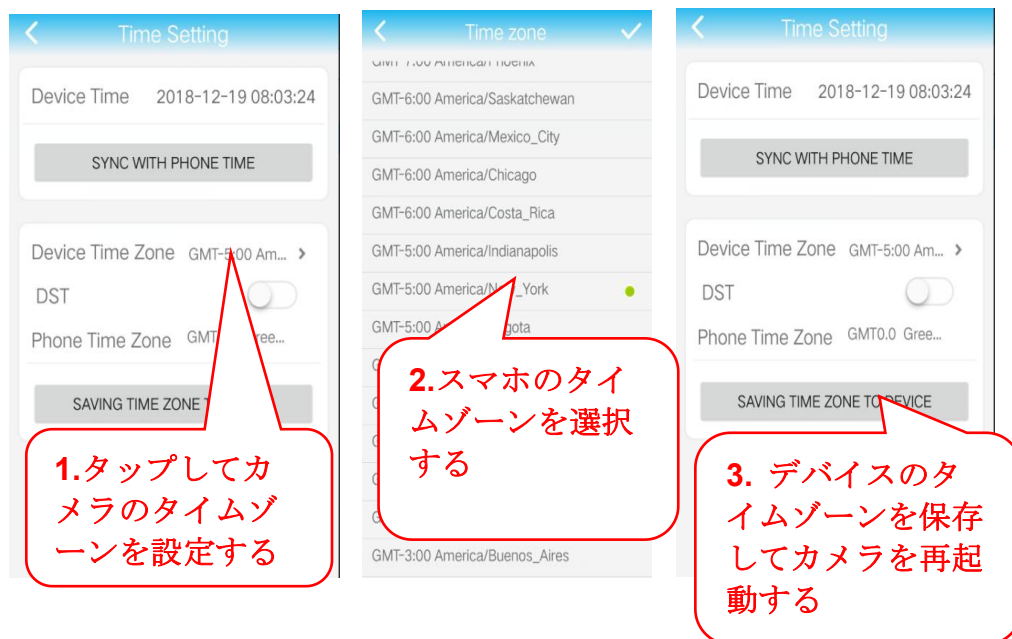 Time Setting
Device Time 2018-12-19 08:03:24
SYNC WITH PHONE TIME
Device Time Zone GMT-5:00 Am... >
DST
Phone Time Zone GMT
SAVING TIME ZONE
1.タップしてカ
メラのタイムゾ
ーンを設定する
Time zone
GMT-7:00 America/Phoenix
GMT-6:00 America/Saskatchewan
GMT-6:00 America/Mexico_City
GMT-6:00 America/Chicago
GMT-6:00 America/Costa_Rica
GMT-5:00 America/Indianapolis
GMT-5:00 America/New_York
GMT-5:00
2.スマホのタイ
ムゾーンを選択
する
GMT-3:00 America/Buenos_Aires
Time Setting
Device Time 2018-12-19 08:03:24
SYNC WITH PHONE TIME
Device Time Zone GMT-5:00 Am... >
DST
Phone Time Zone GMT0.0 Gree...
SAVING TIME ZONE TO DEVICE
3. デバイスのタ
イムゾーンを保存
してカメラを再起
動する